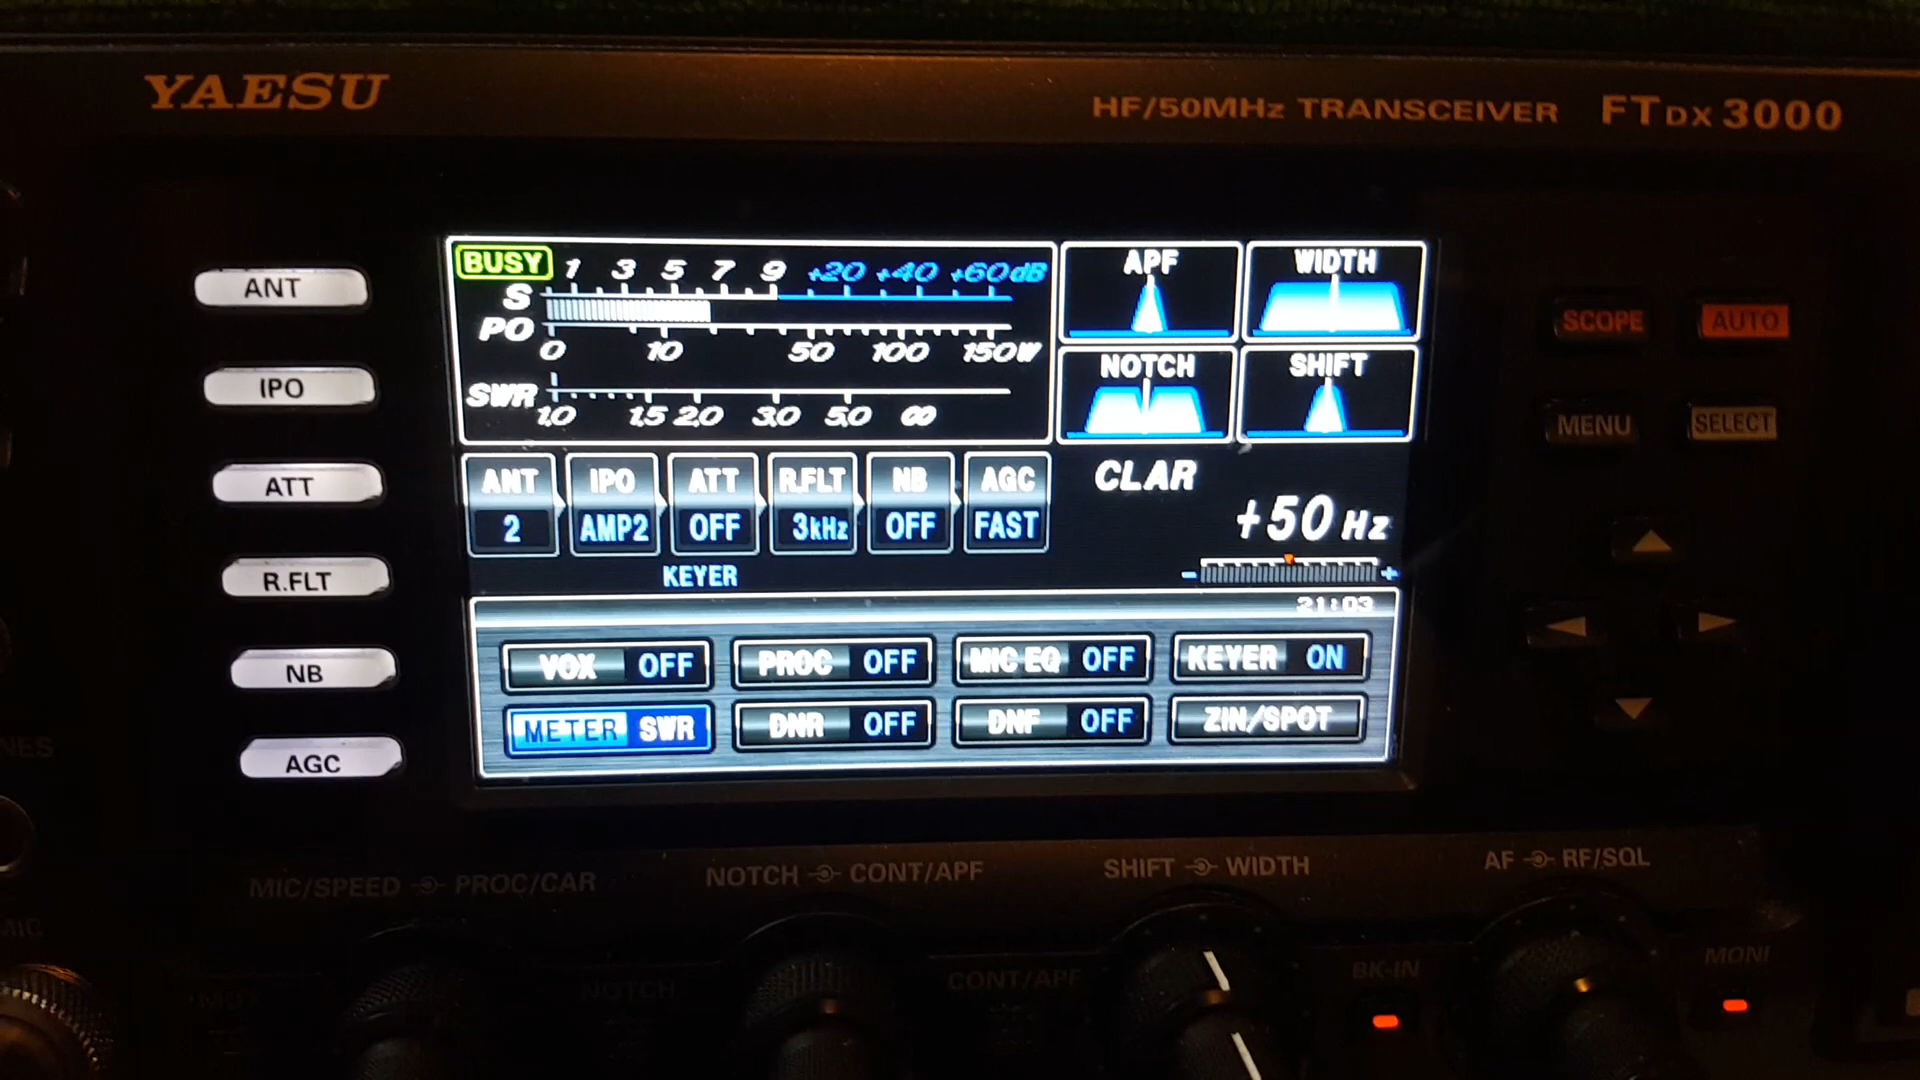 YAESU
HF/50MHz TRANSCEIVER FTDX 3000
ANT
IPO
ATT
R.FLT
NB
AGC
BUSY 1 3 5 7 9 +20 +40 +60dB
S
PO
0 10 50 100 150W
SWR
1.0 1.5 2.0 3.0 5.0 ∞
APF WIDTH
NOTCH SHIFT
ANT IPO ATT R.FLT NB AGC
2 AMP2 OFF 3kHz OFF FAST
KEYER
CLAR
+50 Hz
- +
21:03
VOX OFF PROC OFF MIC EQ OFF KEYER ON
METER SWR DNR OFF DNF OFF ZIN/SPOT
SCOPE AUTO
MENU SELECT
MIC/SPEED PROC/CAR NOTCH CONT/APF SHIFT WIDTH AF RF/SQL
NES
MIC
NOTCH CONT/APF BK-IN MONI